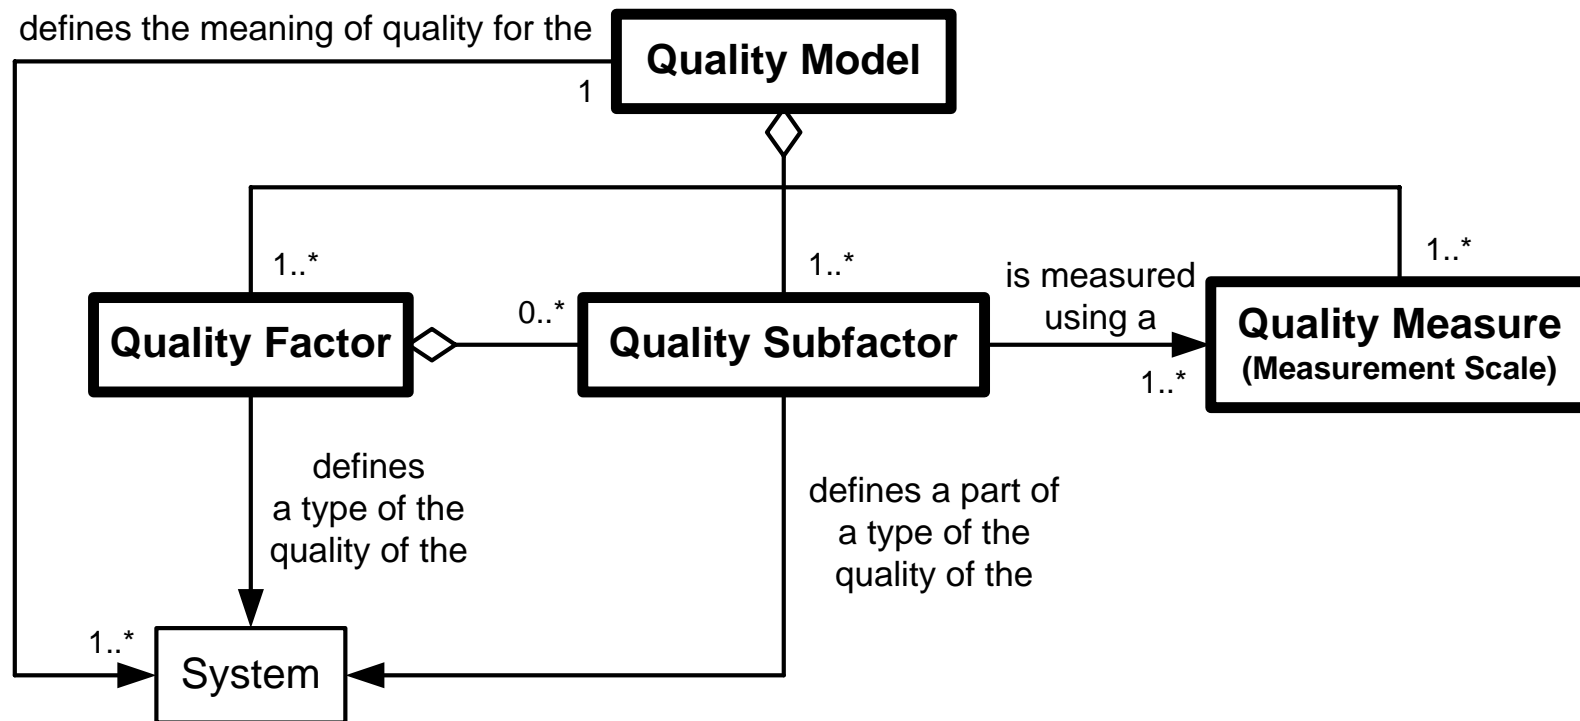 defines the meaning of quality for the
Quality Model
1
1..*
1..*
1..*
0..*
is measured
using a
Quality Factor
Quality Subfactor
Quality Measure
(Measurement Scale)
1..*
defines
a type of the
quality of the
defines a part of
a type of the
quality of the
1..*
System